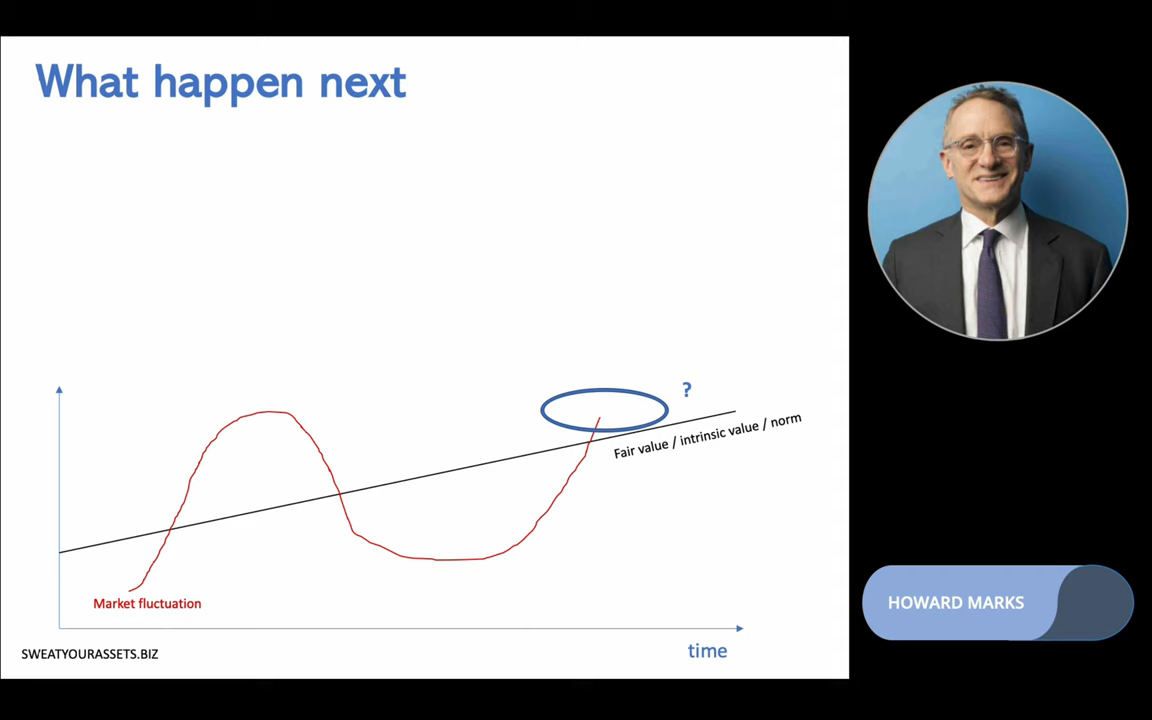 What happen next
?
Fair value / intrinsic value / norm
Market fluctuation
HOWARD MARKS
time
SWEATYOURASSETS.BIZ